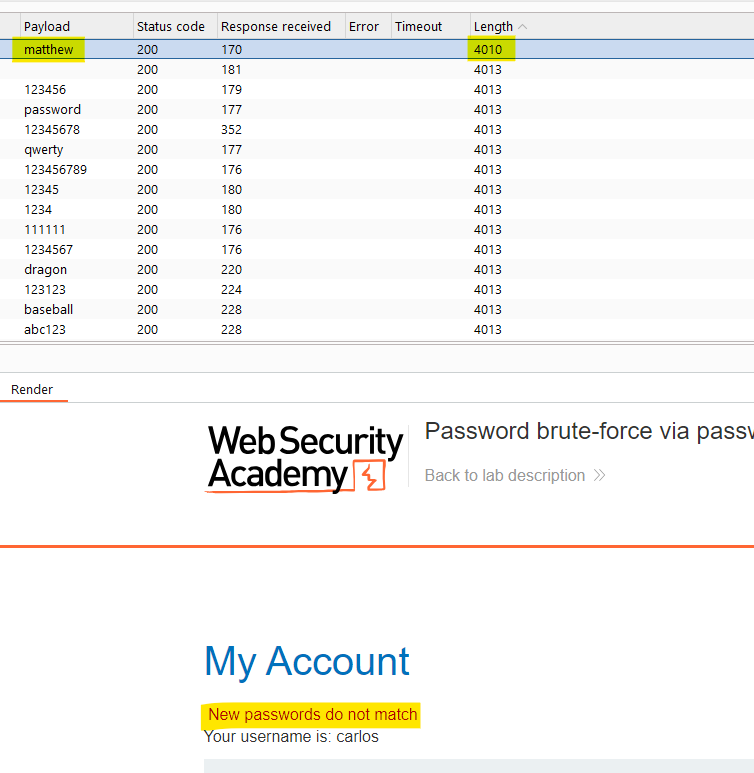 Payload Status code Response received Error Timeout Length
matthew 200 170 4010
200 181 4013
123456 200 179 4013
password 200 177 4013
12345678 200 352 4013
qwerty 200 177 4013
123456789 200 176 4013
12345 200 180 4013
1234 200 180 4013
111111 200 176 4013
1234567 200 176 4013
dragon 200 220 4013
123123 200 224 4013
baseball 200 228 4013
abc123 200 228 4013
Render
Web Security
Academy
Password brute-force via passw
Back to lab description
My Account
New passwords do not match
Your username is: carlos